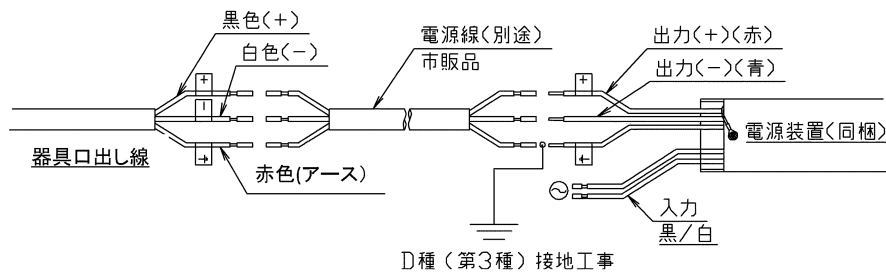 黒色(+)
白色(-)
電源線(別途)
市販品
出力(+)(赤)
出力(-)(青)
+
-
+
器具口出し線
赤色(アース)
電源装置(同梱)
入力
黒/白
D種(第3種)接地工事